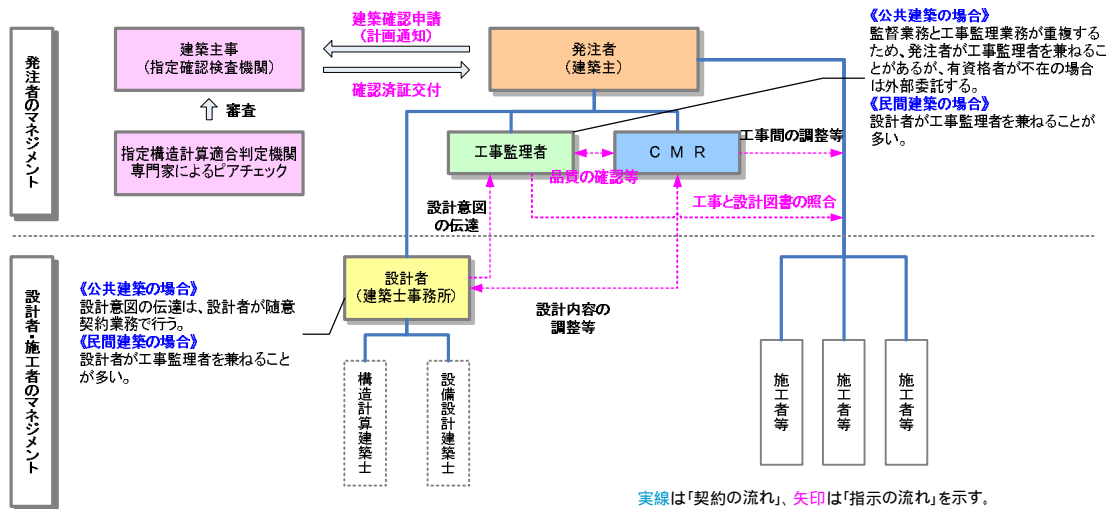 発注者のマネジメント
建築主事
(指定確認検査機関)
審査
指定構造計算適合判定機関
専門家によるピアチェック
建築確認申請
(計画通知)
確認済証交付
発注者
(建築主)
《公共建築の場合》
監督業務と工事監理業務が重複する
ため、発注者が工事監理者を兼ねるこ
とがあるが、有資格者が不在の場合
は外部委託する。
《民間建築の場合》
設計者が工事監理者を兼ねることが
多い。
工事監理者
CMR
工事間の調整等
品質の確認等
工事と設計図書の照合
設計意図
の伝達
設計者・施工者のマネジメント
《公共建築の場合》
設計意図の伝達は、設計者が随意
契約業務で行う。
《民間建築の場合》
設計者が工事監理者を兼ねること
が多い。
設計者
(建築士事務所)
設計内容の
調整等
構造計算建築士
設備設計建築士
施工者等
施工者等
施工者等
実線は「契約の流れ」、矢印は「指示の流れ」を示す。